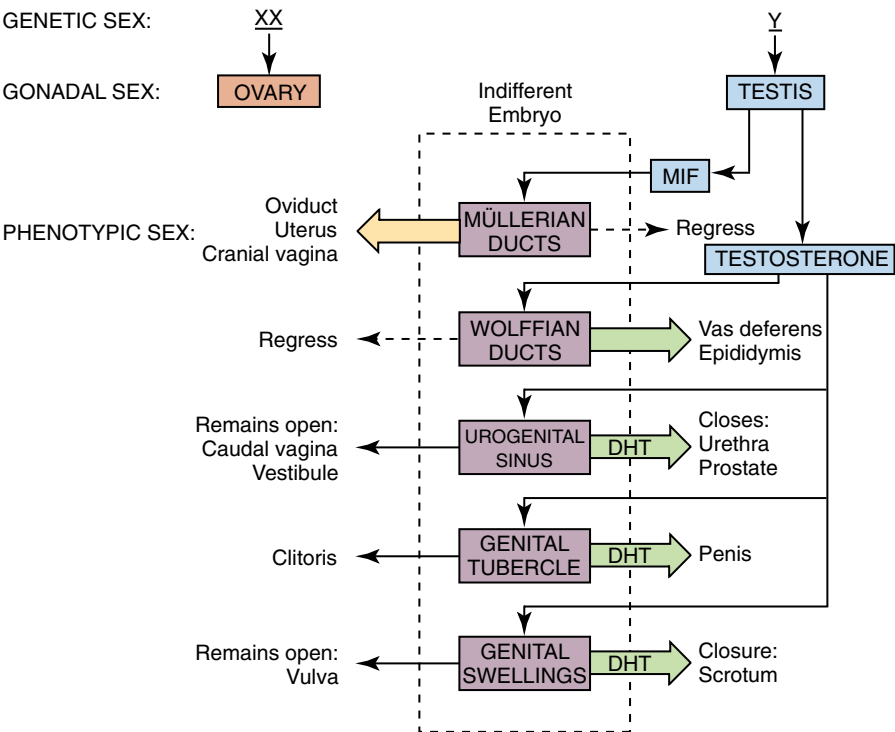 GENETIC SEX:
XX
Y
GONADAL SEX:
OVARY
TESTIS
Indifferent
Embryo
MIF
PHENOTYPIC SEX:
Oviduct
Uterus
Cranial vagina
MÜLLERIAN
DUCTS
Regress
TESTOSTERONE
Regress
WOLFFIAN
DUCTS
Vas deferens
Epididymis
Remains open:
Caudal vagina
Vestibule
UROGENITAL
SINUS
DHT
Closes:
Urethra
Prostate
Clitoris
GENITAL
TUBERCLE
DHT
Penis
Remains open:
Vulva
GENITAL
SWELLINGS
DHT
Closure:
Scrotum